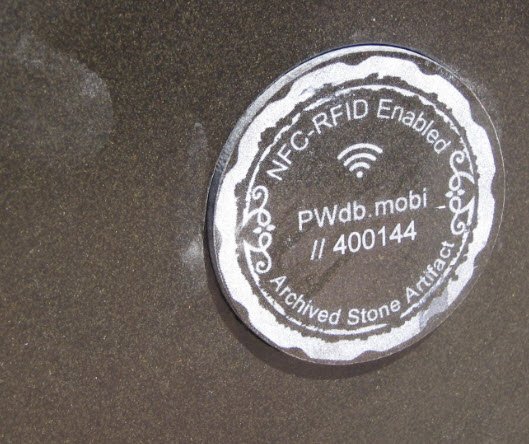 NFC-RFID Enabled
PWdb.mobi
// 400144
Archived Stone Artifact